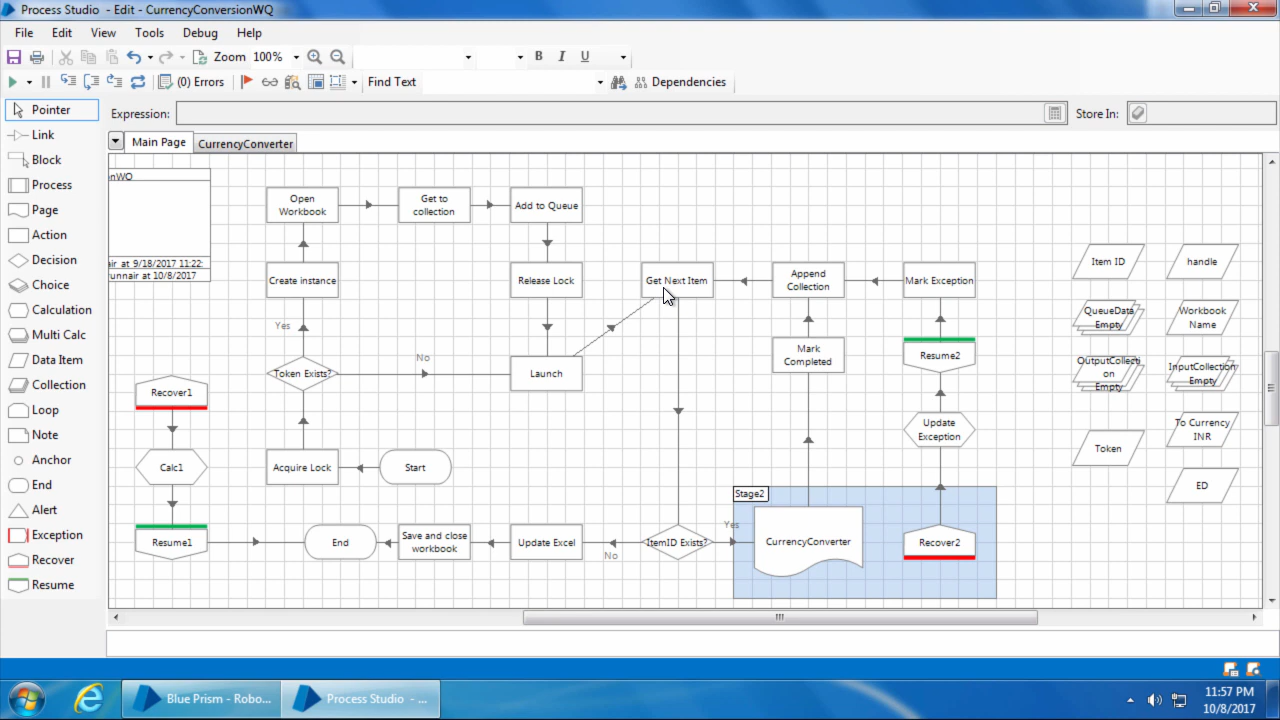 Process Studio - Edit - CurrencyConversionWQ
File Edit View Tools Debug Help
Zoom 100% B I U
(0) Errors Find Text Dependencies
Pointer
Link
Block
Process
Page
Action
Decision
Choice
Calculation
Multi Calc
Data Item
Collection
Loop
Note
Anchor
End
Alert
Exception
Recover
Resume
Expression: Store In:
Main Page CurrencyConverter
nWQ
air at 9/18/2017 11:22:
unnair at 10/8/2017
Open
Workbook
Get to
collection
Add to Queue
Create instance
Release Lock
Get Next Item
Append
Collection
Mark Exception
Item ID
handle
Yes
QueueData
Empty
Workbook
Name
Token Exists?
No
Launch
Mark
Completed
Resume2
OutputCollecti
on
Empty
InputCollection
Empty
Recover1
Update
Exception
To Currency
INR
Token
Calc1
Acquire Lock
Start
ED
Stage2
Resume1
End
Save and close
workbook
Update Excel
No
ItemID Exists?
Yes
CurrencyConverter
Recover2
Blue Prism - Robo...
Process Studio - ...
11:57 PM
10/8/2017